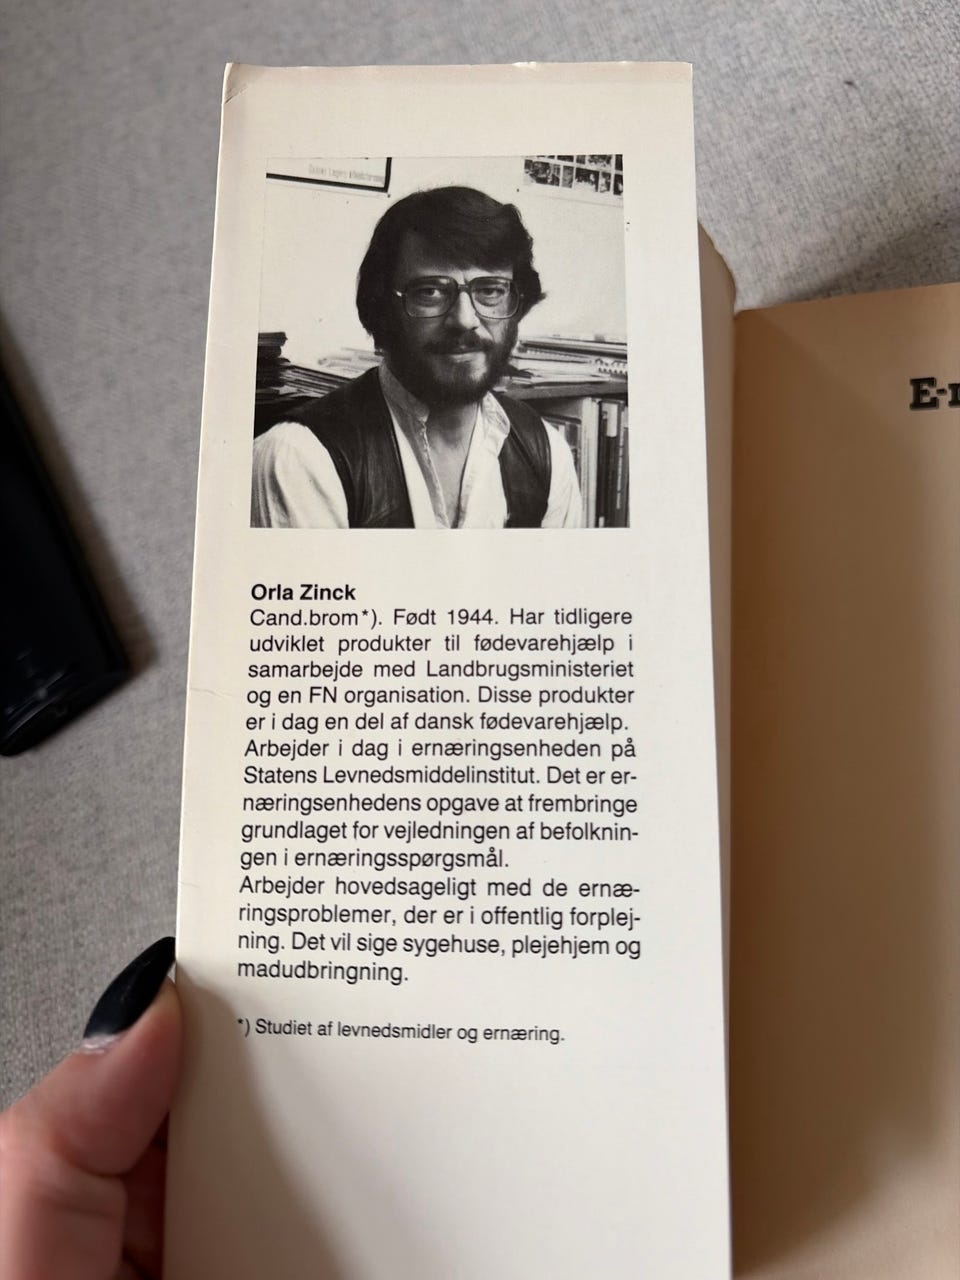 Orla Zinck
Cand.brom*). Født 1944. Har tidligere
udviklet produkter til fødevarehjælp i
samarbejde med Landbrugsministeriet
og en FN organisation. Disse produkter
er i dag en del af dansk fødevarehjælp.
Arbejder i dag i ernæringsenheden på
Statens Levnedsmiddelinstitut. Det er er-
næringsenhedens opgave at frembringe
grundlaget for vejledningen af befolknin-
gen i ernæringsspørgsmål.
Arbejder hovedsageligt med de ernæ-
ringsproblemer, der er i offentlig forplej-
ning. Det vil sige sygehuse, plejehjem og
madudbringning.
*) Studiet af levnedsmidler og ernæring.